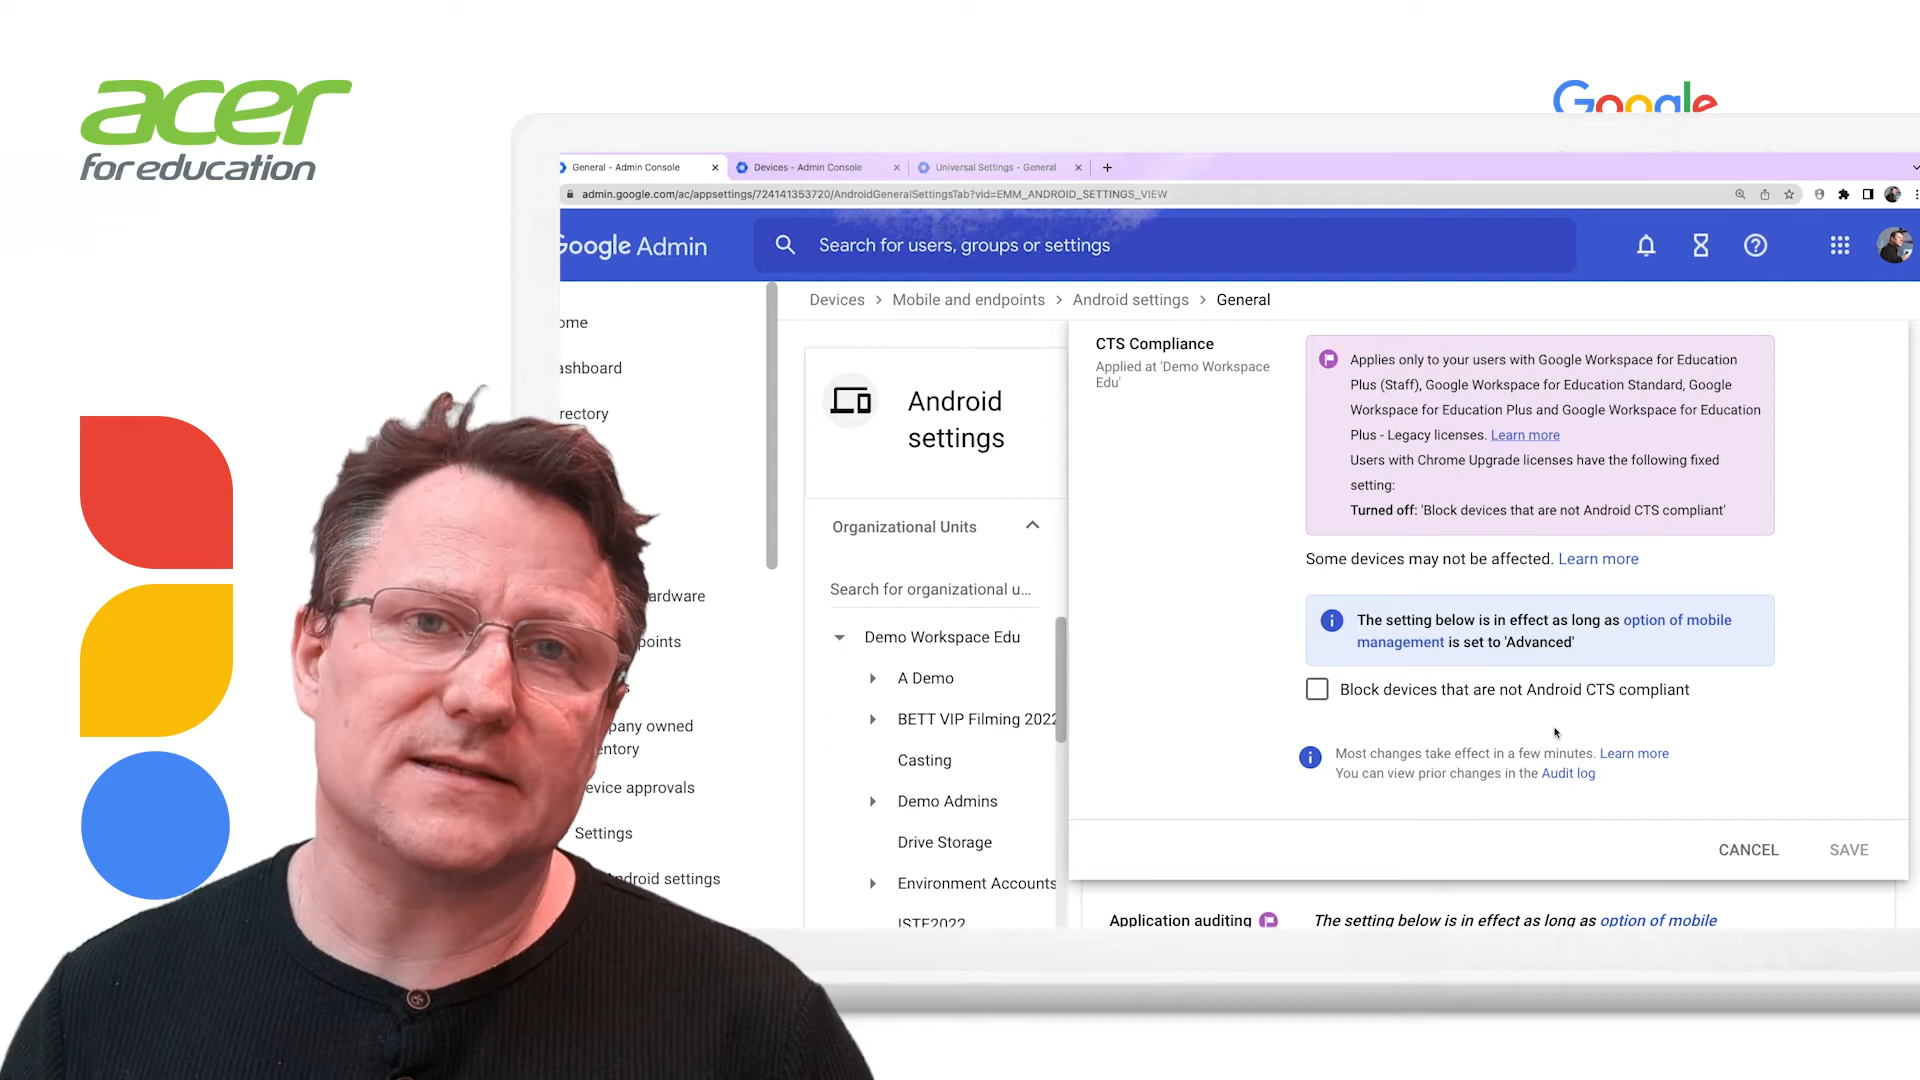 acer
for education
Google
General - Admin Console
Devices - Admin Console
Universal Settings - General
admin.google.com/ac/appsettings/724141353720/AndroidGeneralSettingsTab?vid=EMM_ANDROID_SETTINGS_VIEW
Google Admin
Search for users, groups or settings
Devices > Mobile and endpoints > Android settings > General
ome
ashboard
rectory
ardware
points
s
pany owned
entory
evice approvals
Settings
Android settings
Android
settings
Organizational Units
Search for organizational u...
Demo Workspace Edu
A Demo
BETT VIP Filming 2022
Casting
Demo Admins
Drive Storage
Environment Accounts
ISTE2022
CTS Compliance
Applied at 'Demo Workspace
Edu'
Applies only to your users with Google Workspace for Education
Plus (Staff), Google Workspace for Education Standard, Google
Workspace for Education Plus and Google Workspace for Education
Plus - Legacy licenses. Learn more
Users with Chrome Upgrade licenses have the following fixed
setting:
Turned off: 'Block devices that are not Android CTS compliant'
Some devices may not be affected. Learn more
The setting below is in effect as long as option of mobile
management is set to 'Advanced'
Block devices that are not Android CTS compliant
Most changes take effect in a few minutes. Learn more
You can view prior changes in the Audit log
CANCEL
SAVE
Application auditing
The setting below is in effect as long as option of mobile